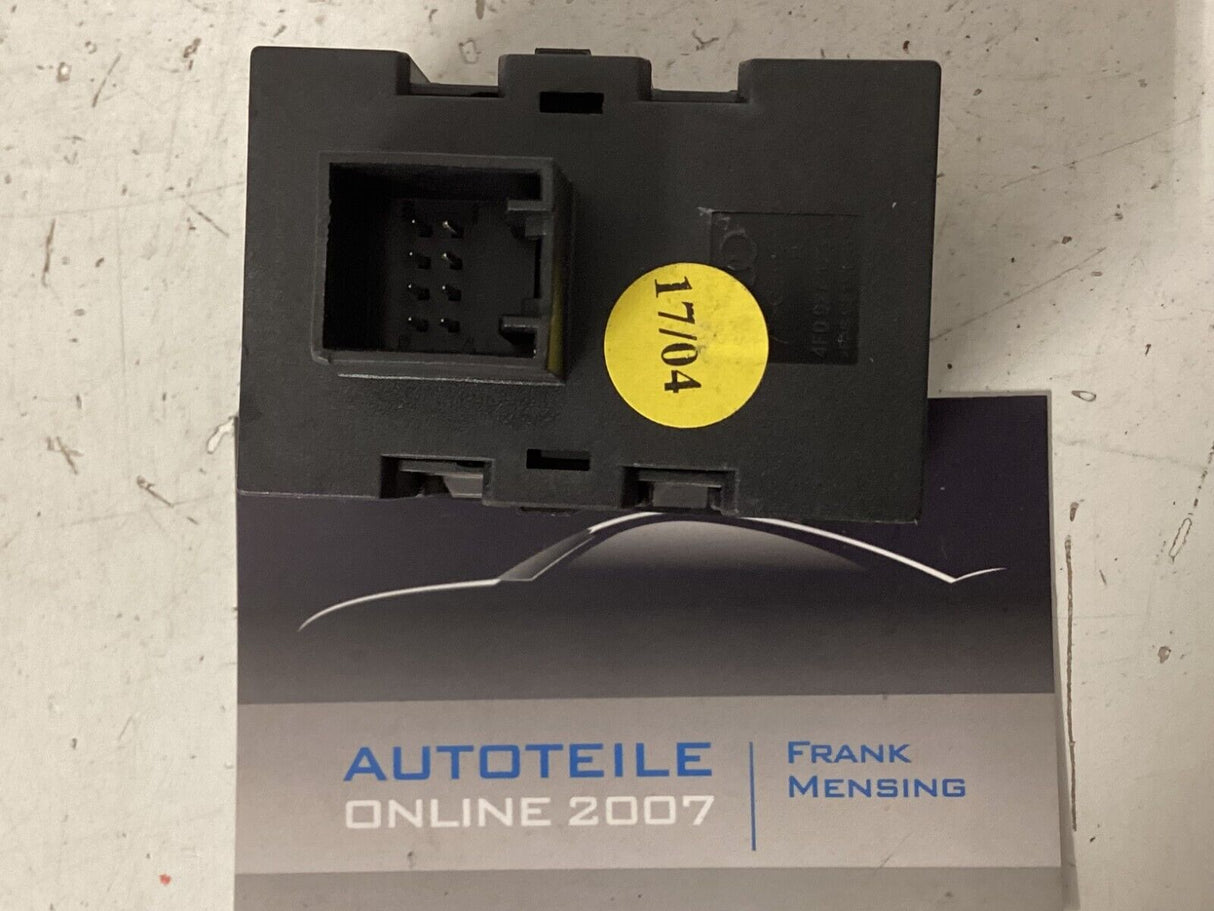 17/04
AUTOTEILE
ONLINE 2007
FRANK
MENSING